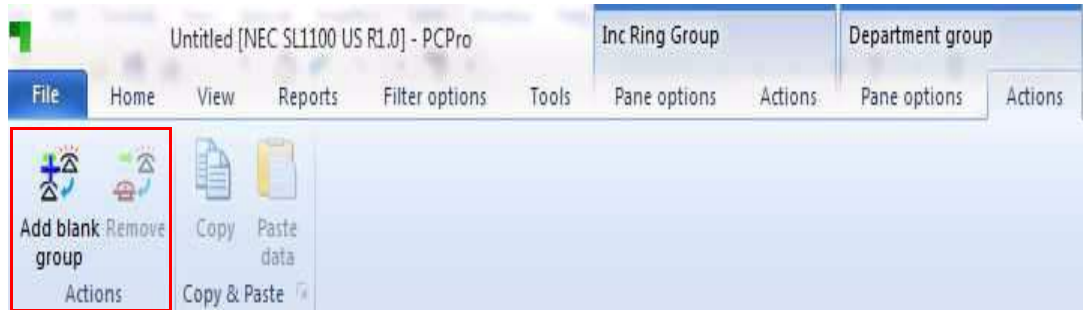 Untitled [NEC SL1100 US R1.0] - PCPro Inc Ring Group Department group
File Home View Reports Filter options Tools Pane options Actions Pane options Actions
Add blank group
Remove
Copy
Paste data
Actions Copy & Paste